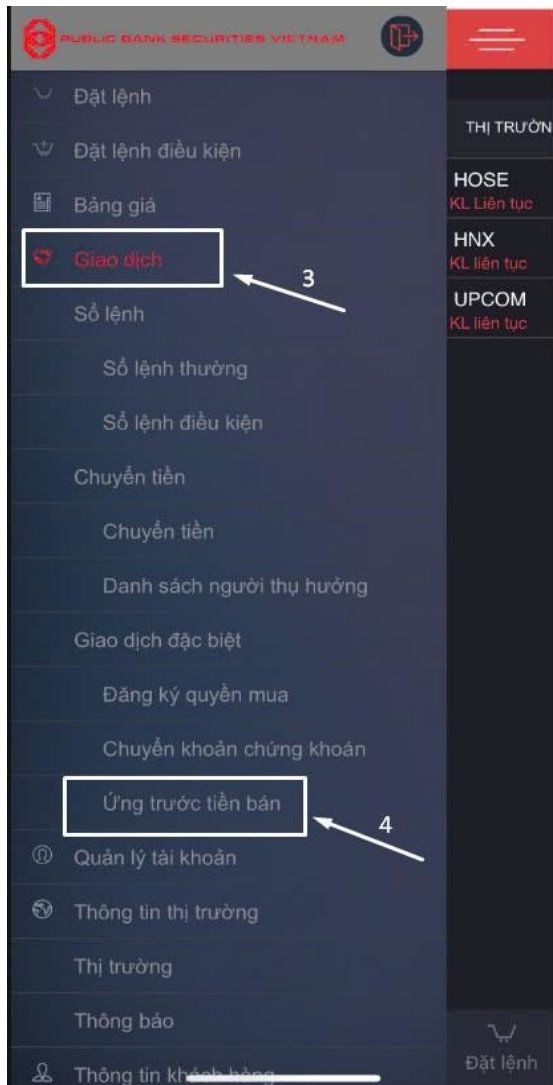 PUBLIC BANK SECURITIES VIETNAM
Đặt lệnh
Đặt lệnh điều kiện
Bảng giá
Giao dịch
3
Sổ lệnh
Sổ lệnh thường
Sổ lệnh điều kiện
Chuyển tiền
Chuyển tiền
Danh sách người thụ hưởng
Giao dịch đặc biệt
Đăng ký quyền mua
Chuyển khoản chứng khoán
Ứng trước tiền bán
4
Quản lý tài khoản
Thông tin thị trường
Thị trường
Thông báo
Thông tin khách hàng
THỊ TRƯỜN
HOSE
KL Liên tục
HNX
KL liên tục
UPCOM
KL liên tục
Đặt lệnh